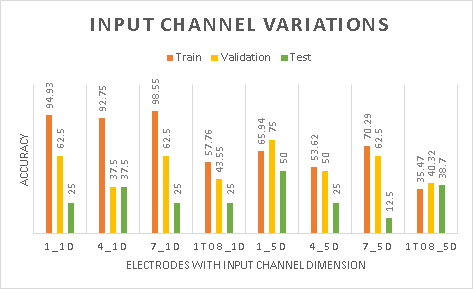 INPUT CHANNEL VARIATIONS
Train Validation Test
ACCURACY
94.93 62.5 25 92.75 37.5 37.5 98.55 62.5 25 57.76 43.55 25 65.94 75 50 53.62 50 25 70.29 62.5 12.5 35.47 40.32 38.7
1_1D 4_1D 7_1D 1TO8_1D 1_5D 4_5D 7_5D 1TO8_5D
ELECTRODES WITH INPUT CHANNEL DIMENSION